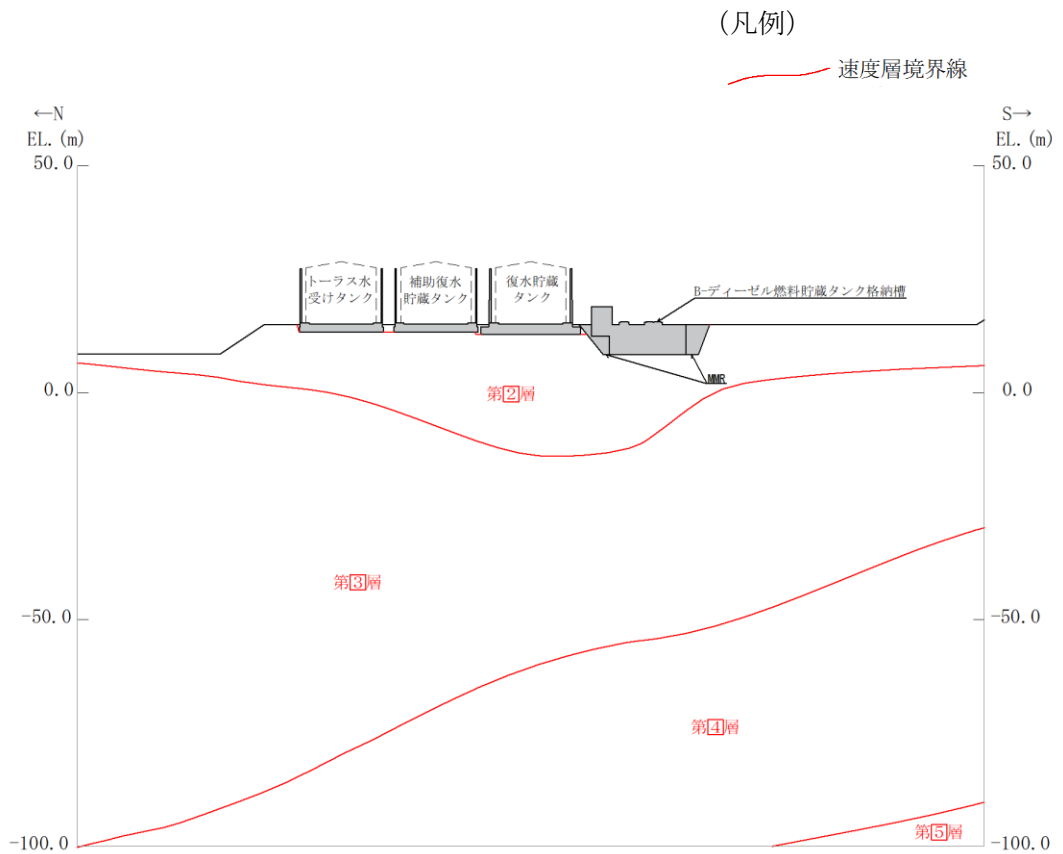 (凡例)
速度層境界線
←N
EL.(m)
S→
EL.(m)
50.0
50.0
トーラス水
受けタンク
補助復水
貯蔵タンク
復水貯蔵
タンク
B-ディーゼル燃料貯蔵タンク格納槽
MMR
0.0
0.0
第2層
第3層
-50.0
-50.0
第4層
第5層
-100.0
-100.0